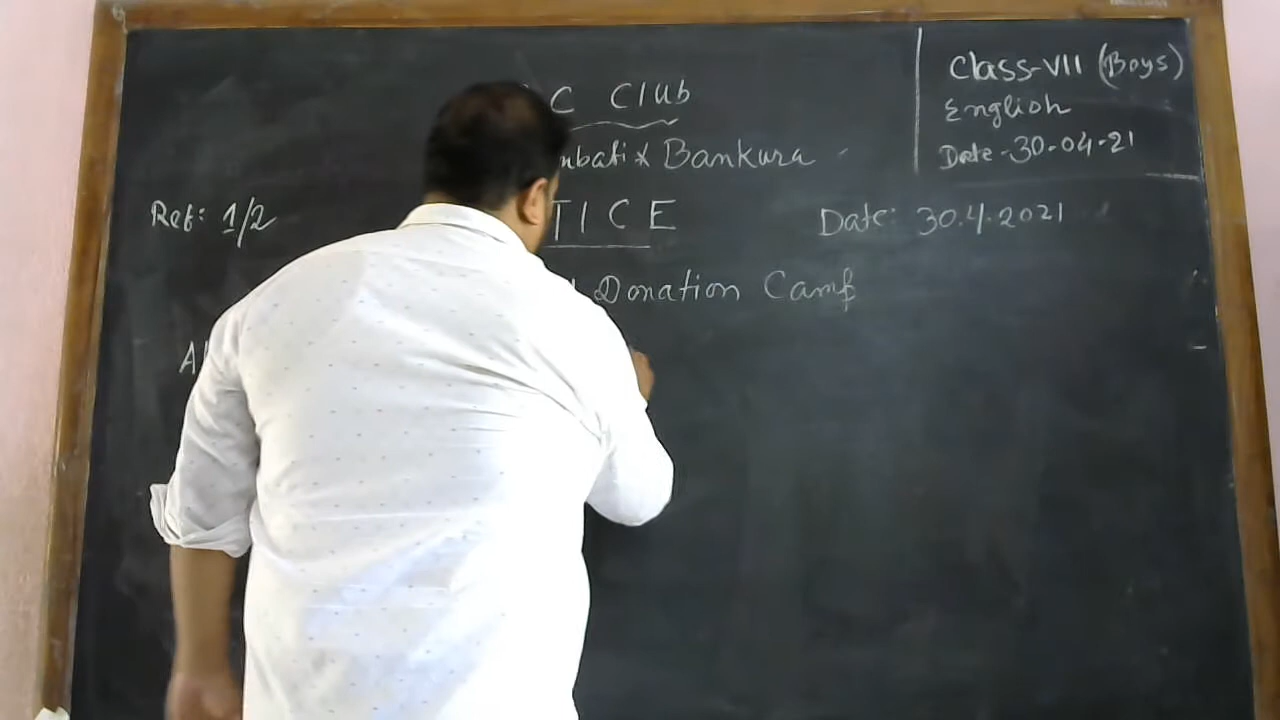 Class-VII (Boys)
English
Date-30-04-21
C Club
Bankura
Ref: 1/2
TICE
Date: 30.4.2021
Donation Camp